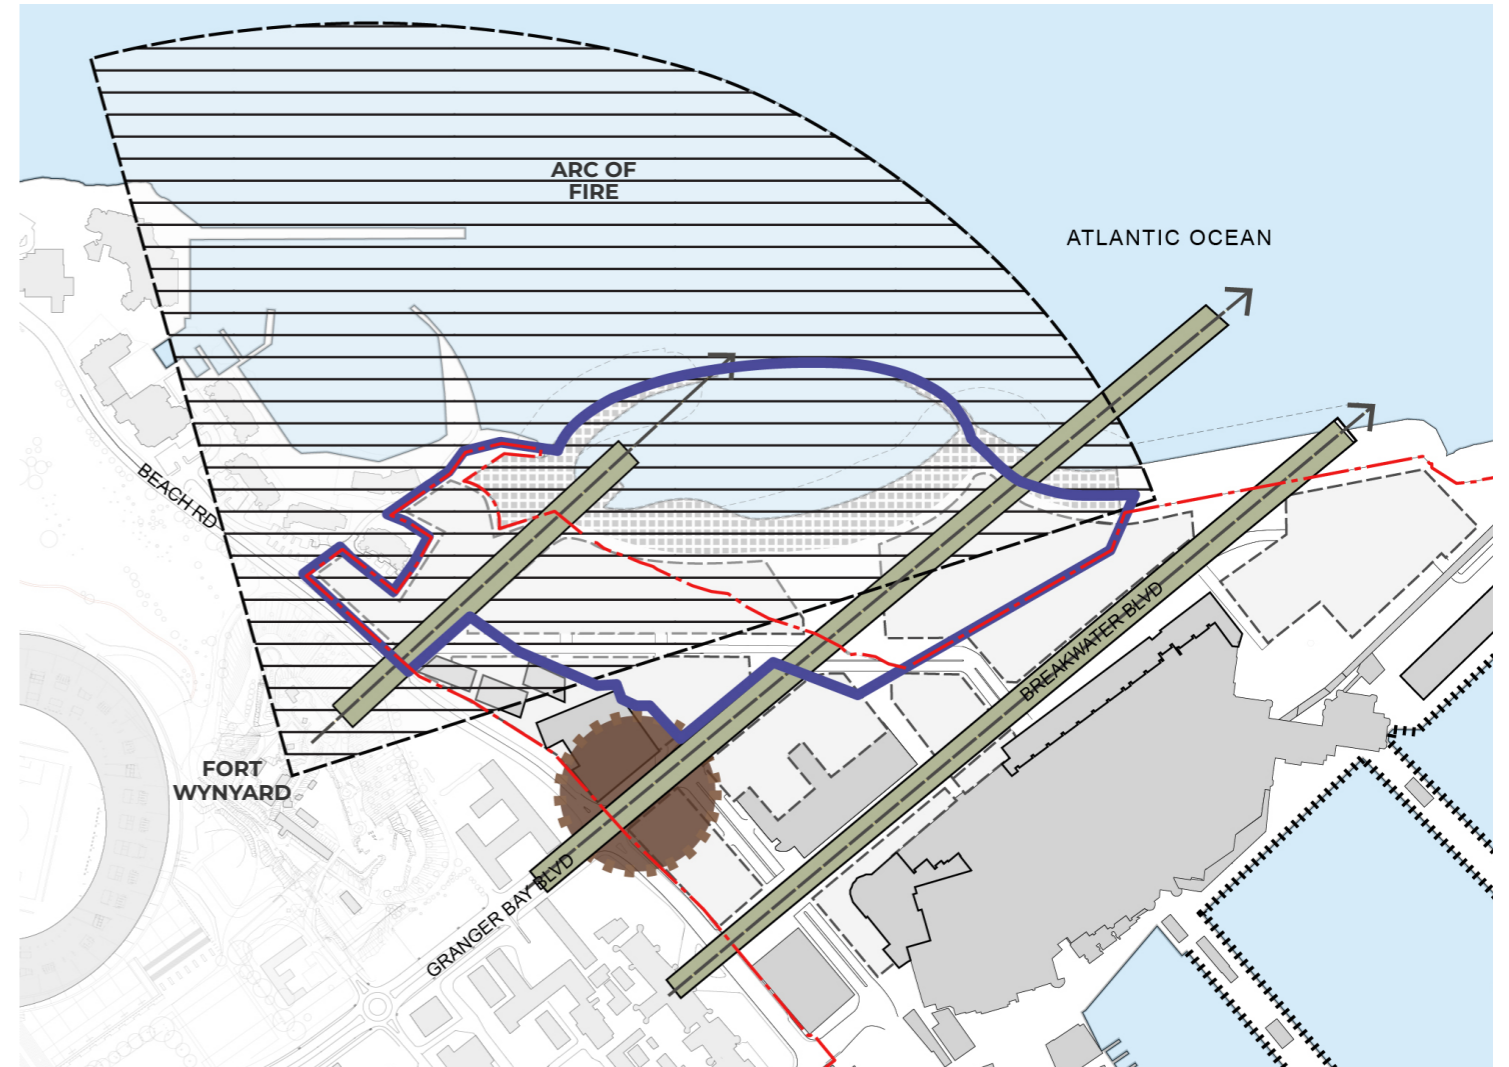 ARC OF
FIRE
ATLANTIC OCEAN
BEACH RD
BREAKWATER BLVD
FORT
WYNYARD
GRANGER BAY BLVD